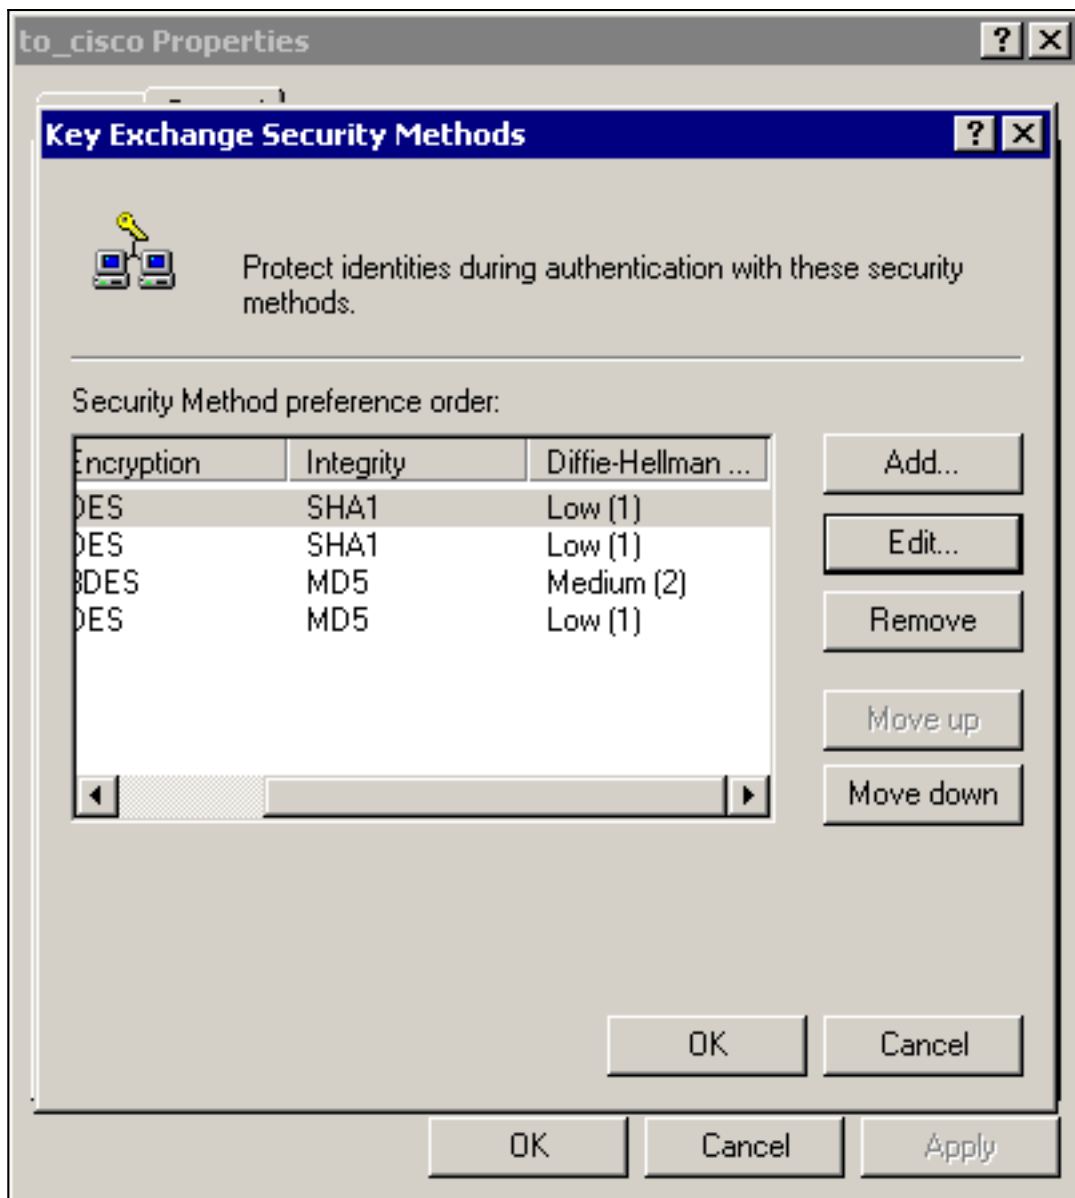 to_cisco Properties
Key Exchange Security Methods
Protect identities during authentication with these security
methods.
Security Method preference order:
Encryption Integrity Diffie-Hellman ...
DES SHA1 Low (1)
DES SHA1 Low (1)
3DES MD5 Medium (2)
DES MD5 Low (1)
Add...
Edit...
Remove
Move up
Move down
OK Cancel
OK Cancel Apply